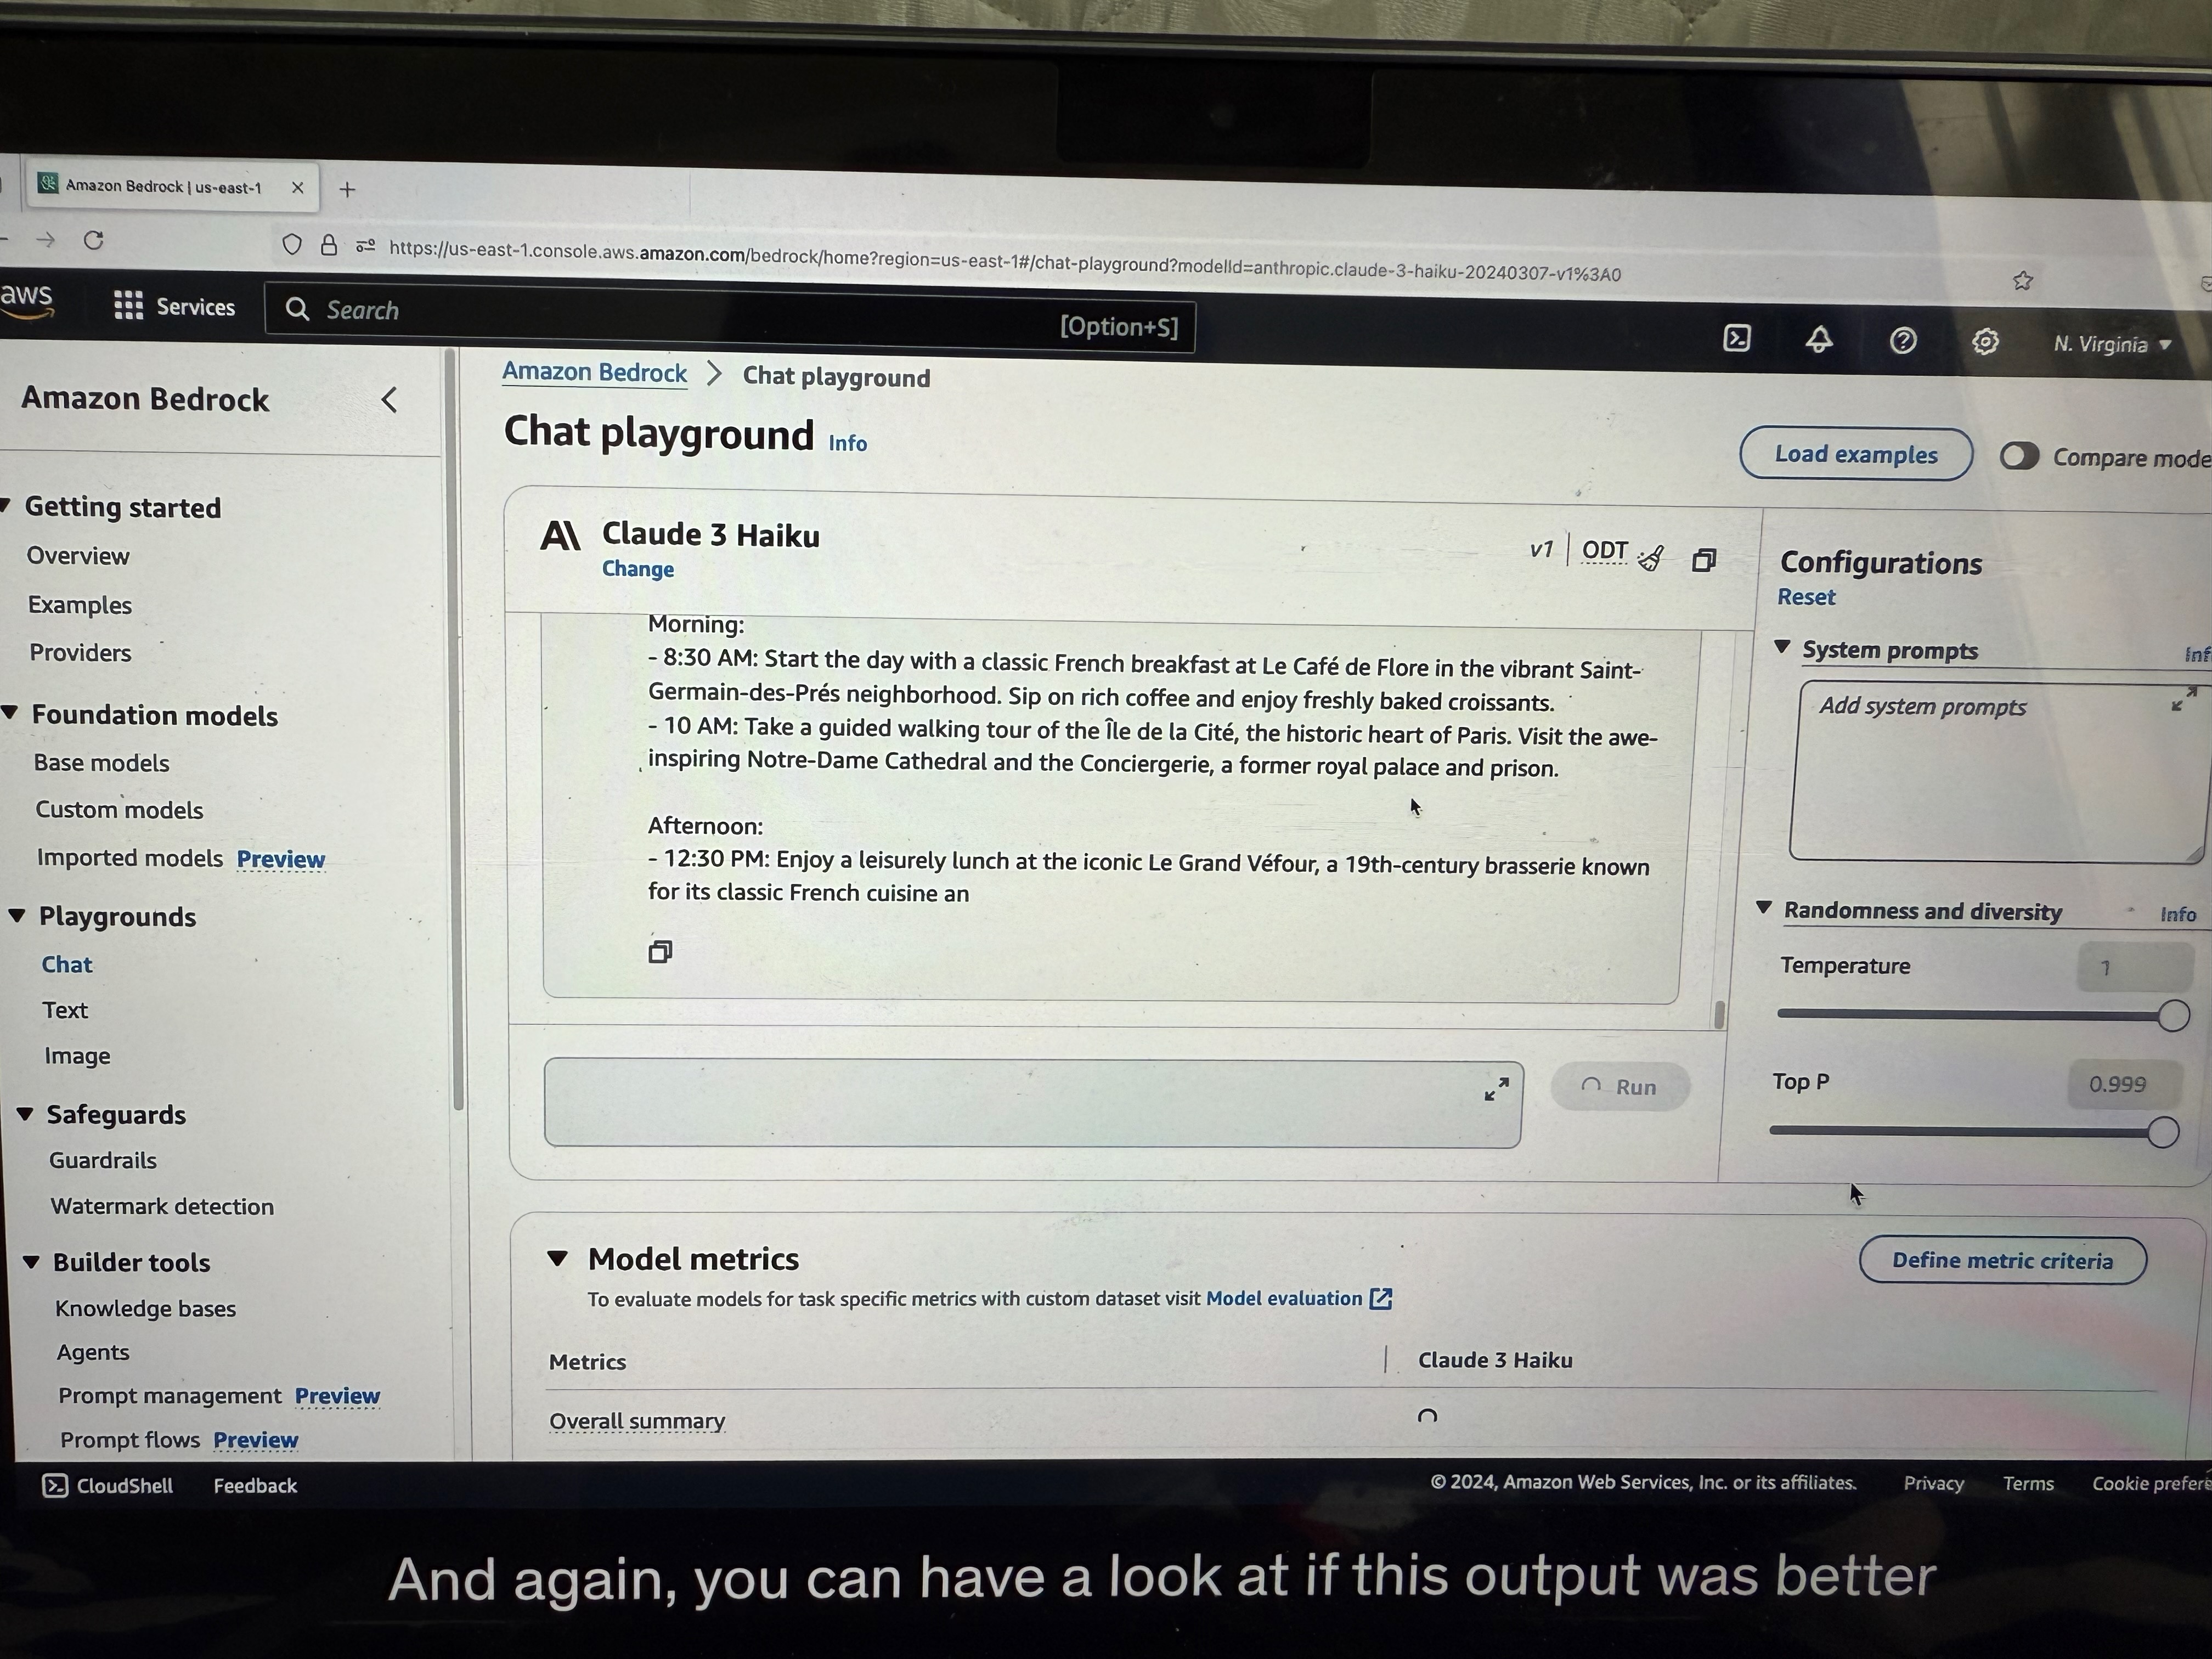 Amazon Bedrock | us-east-1
https://us-east-1.console.aws.amazon.com/bedrock/home?region=us-east-1#/chat-playground?modelId=anthropic.claude-3-haiku-20240307-v1%3A0
aws
Services
Search
[Option+S]
N. Virginia
Amazon Bedrock
Getting started
Overview
Examples
Providers
Foundation models
Base models
Custom models
Imported models Preview
Playgrounds
Chat
Text
Image
Safeguards
Guardrails
Watermark detection
Builder tools
Knowledge bases
Agents
Prompt management Preview
Prompt flows Preview
Amazon Bedrock > Chat playground
Chat playground Info
Load examples
Compare mode
Claude 3 Haiku
Change
v1 | ODT
Morning:
- 8:30 AM: Start the day with a classic French breakfast at Le Café de Flore in the vibrant Saint-
Germain-des-Prés neighborhood. Sip on rich coffee and enjoy freshly baked croissants.
- 10 AM: Take a guided walking tour of the Île de la Cité, the historic heart of Paris. Visit the awe-
inspiring Notre-Dame Cathedral and the Conciergerie, a former royal palace and prison.
Afternoon:
- 12:30 PM: Enjoy a leisurely lunch at the iconic Le Grand Véfour, a 19th-century brasserie known
for its classic French cuisine an
Run
Configurations
Reset
System prompts Inf
Add system prompts
Randomness and diversity Info
Temperature 1
Top P 0.999
Model metrics
Define metric criteria
To evaluate models for task specific metrics with custom dataset visit Model evaluation
Metrics
Claude 3 Haiku
Overall summary
CloudShell
Feedback
© 2024, Amazon Web Services, Inc. or its affiliates.
Privacy
Terms
Cookie prefere
And again, you can have a look at if this output was better